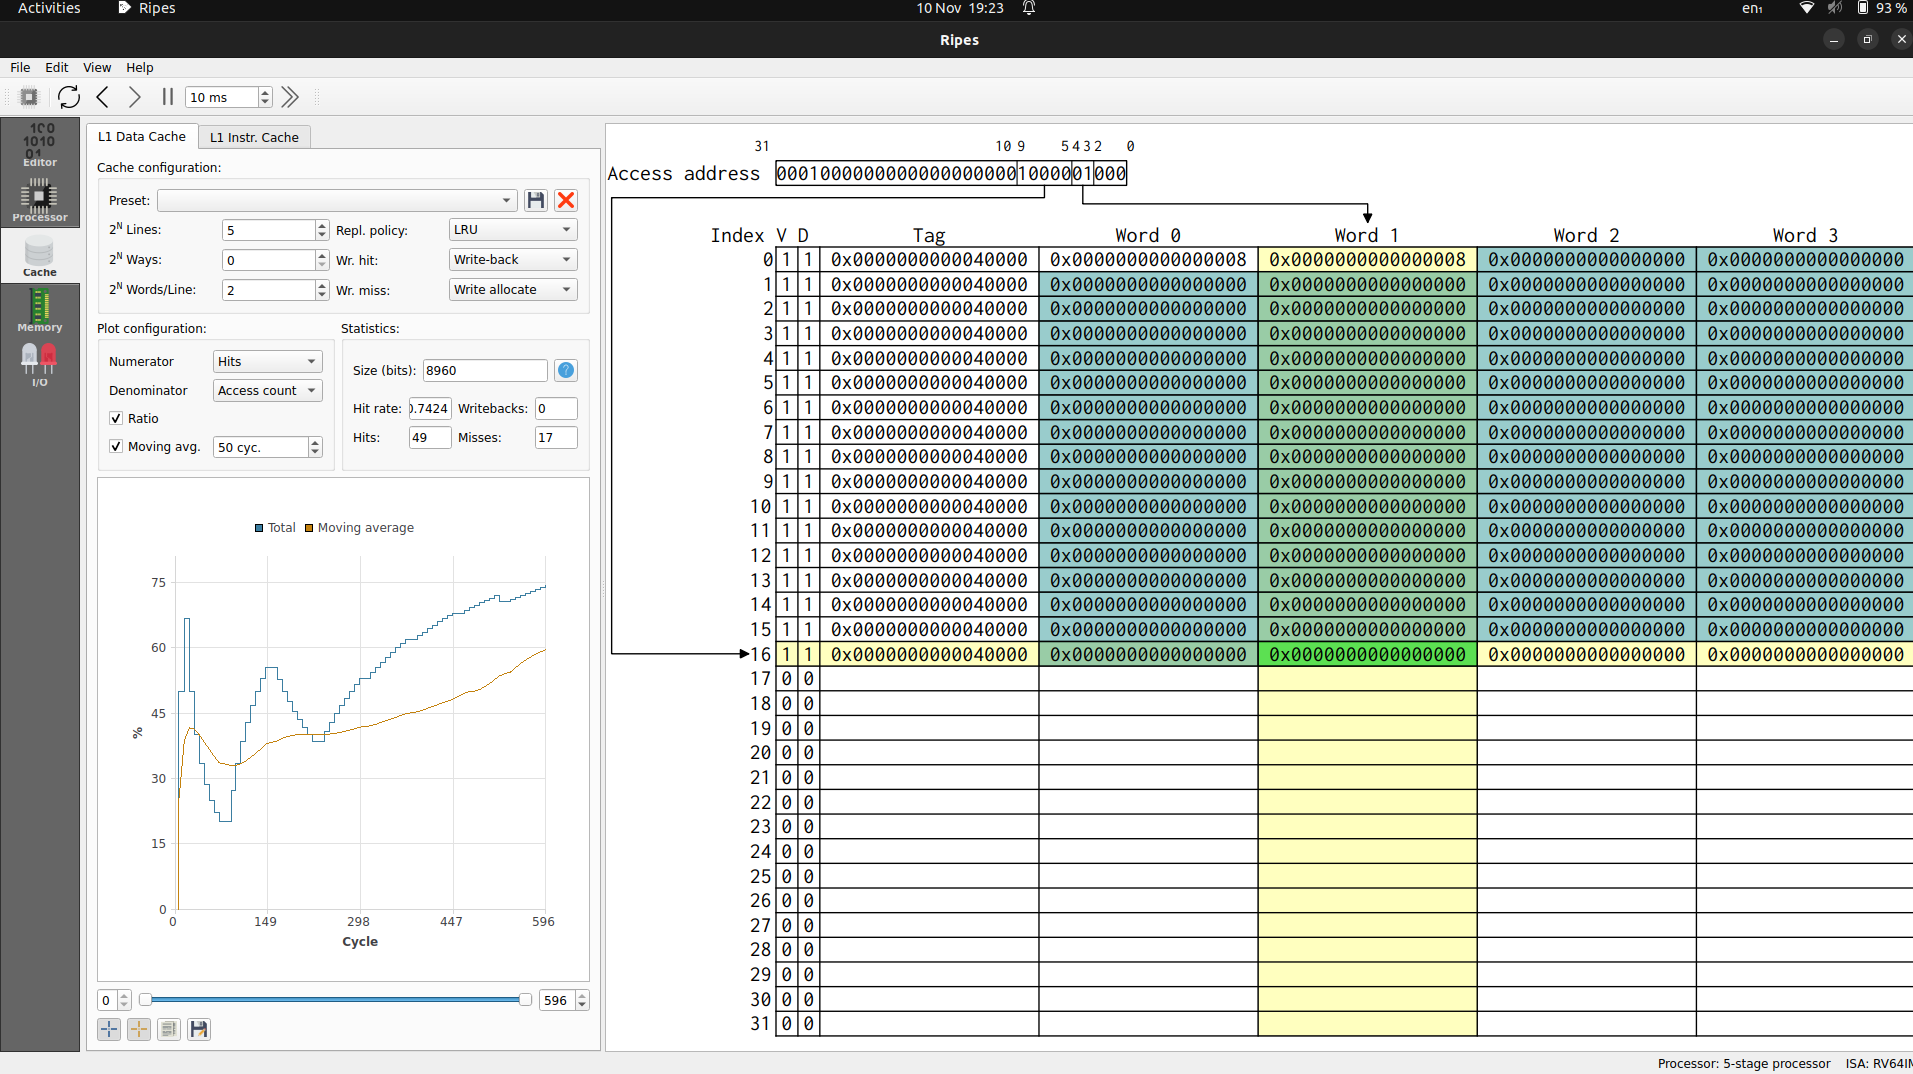 Activities Ripes 10 Nov 19:23 en₁ 93 %
Ripes
File Edit View Help
10 ms
Editor
Processor
Cache
Memory
I/O
L1 Data Cache L1 Instr. Cache
Cache configuration:
Preset:
2^N Lines: 5 Repl. policy: LRU
2^N Ways: 0 Wr. hit: Write-back
2^N Words/Line: 2 Wr. miss: Write allocate
Plot configuration: Statistics:
Numerator Hits
Denominator Access count
Ratio
Moving avg. 50 cyc.
Size (bits): 8960
Hit rate: 0.7424 Writebacks: 0
Hits: 49 Misses: 17
Total Moving average
75
60
45
30
15
0
%
0 149 298 447 596
Cycle
0 596
31 10 9 5 4 3 2 0
Access address 0001000000000000000000 10000 01 000
Index V D Tag Word 0 Word 1 Word 2 Word 3
0 1 1 0x0000000000040000 0x0000000000000008 0x0000000000000008 0x0000000000000000 0x0000000000000000
1 1 1 0x0000000000040000 0x0000000000000000 0x0000000000000000 0x0000000000000000 0x0000000000000000
2 1 1 0x0000000000040000 0x0000000000000000 0x0000000000000000 0x0000000000000000 0x0000000000000000
3 1 1 0x0000000000040000 0x0000000000000000 0x0000000000000000 0x0000000000000000 0x0000000000000000
4 1 1 0x0000000000040000 0x0000000000000000 0x0000000000000000 0x0000000000000000 0x0000000000000000
5 1 1 0x0000000000040000 0x0000000000000000 0x0000000000000000 0x0000000000000000 0x0000000000000000
6 1 1 0x0000000000040000 0x0000000000000000 0x0000000000000000 0x0000000000000000 0x0000000000000000
7 1 1 0x0000000000040000 0x0000000000000000 0x0000000000000000 0x0000000000000000 0x0000000000000000
8 1 1 0x0000000000040000 0x0000000000000000 0x0000000000000000 0x0000000000000000 0x0000000000000000
9 1 1 0x0000000000040000 0x0000000000000000 0x0000000000000000 0x0000000000000000 0x0000000000000000
10 1 1 0x0000000000040000 0x0000000000000000 0x0000000000000000 0x0000000000000000 0x0000000000000000
11 1 1 0x0000000000040000 0x0000000000000000 0x0000000000000000 0x0000000000000000 0x0000000000000000
12 1 1 0x0000000000040000 0x0000000000000000 0x0000000000000000 0x0000000000000000 0x0000000000000000
13 1 1 0x0000000000040000 0x0000000000000000 0x0000000000000000 0x0000000000000000 0x0000000000000000
14 1 1 0x0000000000040000 0x0000000000000000 0x0000000000000000 0x0000000000000000 0x0000000000000000
15 1 1 0x0000000000040000 0x0000000000000000 0x0000000000000000 0x0000000000000000 0x0000000000000000
16 1 1 0x0000000000040000 0x0000000000000000 0x0000000000000000 0x0000000000000000 0x0000000000000000
17 0 0
18 0 0
19 0 0
20 0 0
21 0 0
22 0 0
23 0 0
24 0 0
25 0 0
26 0 0
27 0 0
28 0 0
29 0 0
30 0 0
31 0 0
Processor: 5-stage processor ISA: RV64I